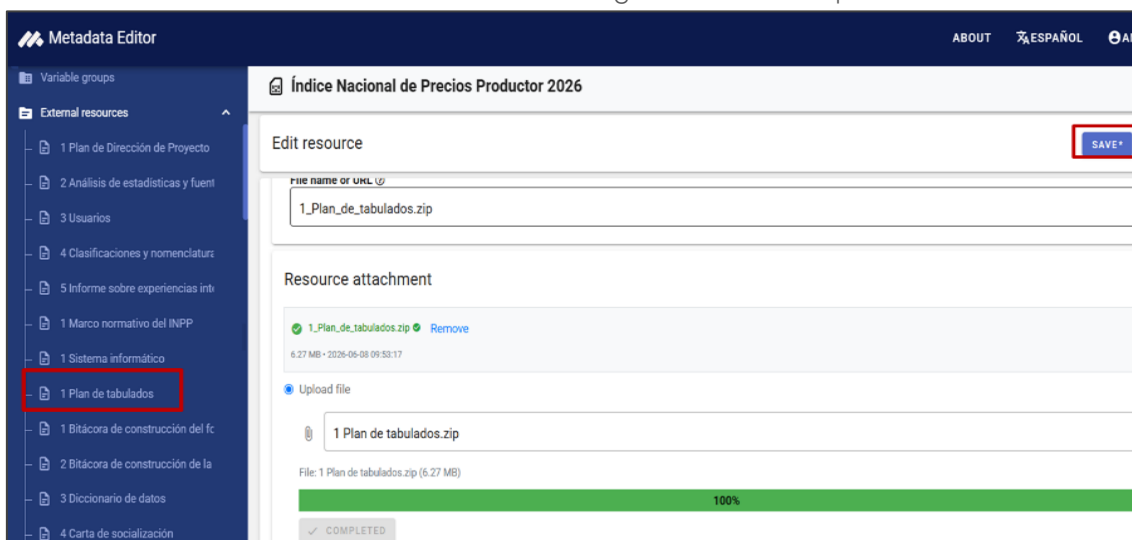 Metadata Editor
ABOUT
ESPAÑOL
Variable groups
External resources
1 Plan de Dirección de Proyecto
2 Análisis de estadísticas y fuent
3 Usuarios
4 Clasificaciones y nomenclatura
5 Informe sobre experiencias inte
1 Marco normativo del INPP
1 Sistema informático
1 Plan de tabulados
1 Bitácora de construcción del fo
2 Bitácora de construcción de la
3 Diccionario de datos
4 Carta de socialización
Índice Nacional de Precios Productor 2026
Edit resource
SAVE*
File name or URL
1_Plan_de_tabulados.zip
Resource attachment
1_Plan_de_tabulados.zip Remove
6.27 MB • 2026-06-08 09:53:17
Upload file
1 Plan de tabulados.zip
File: 1 Plan de tabulados.zip (6.27 MB)
100%
COMPLETED